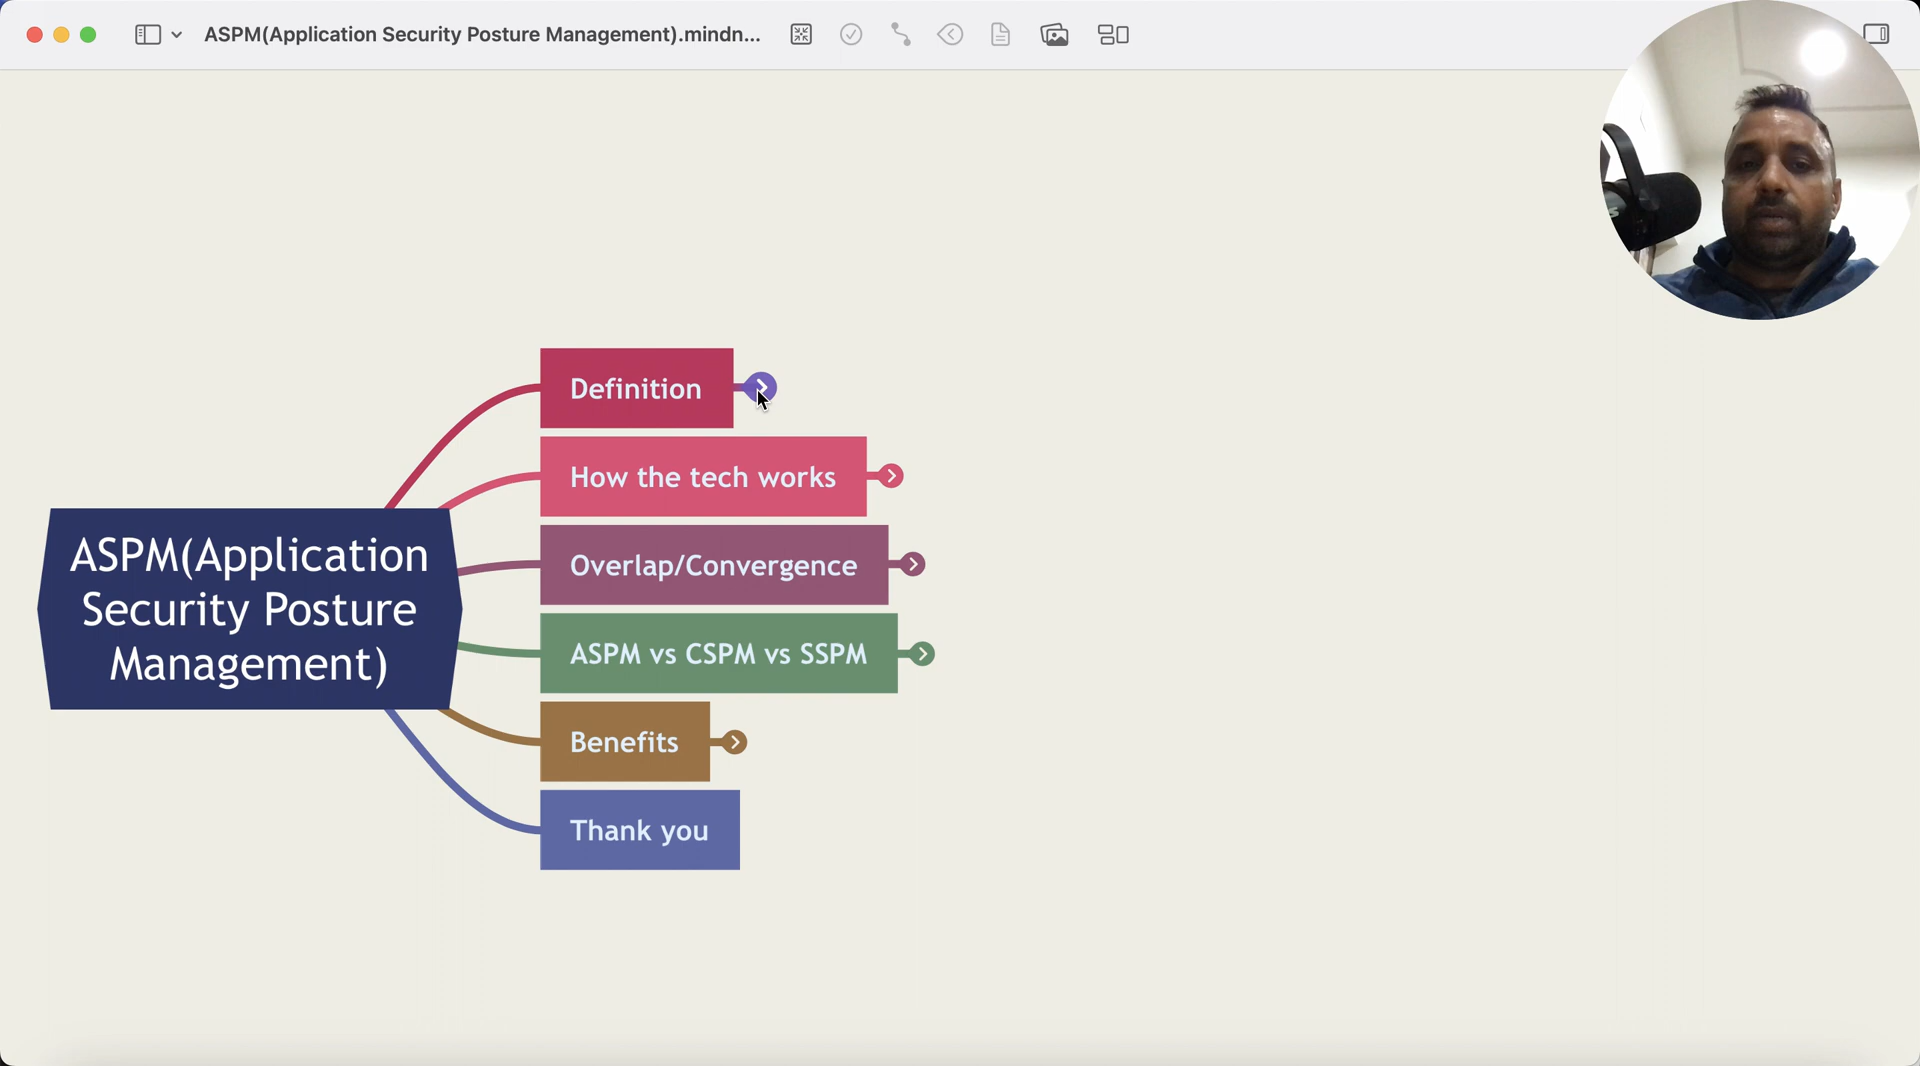 ASPM(Application Security Posture Management).mindn...
Definition
How the tech works
Overlap/Convergence
ASPM vs CSPM vs SSPM
Benefits
Thank you
ASPM(Application
Security Posture
Management)